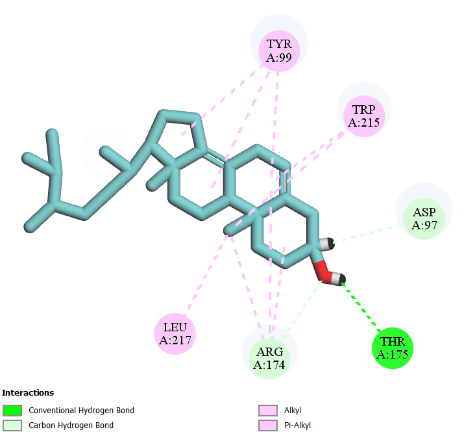 TYR
A:99
TRP
A:215
ASP
A:97
LEU
A:217
ARG
A:174
THR
A:175
Interactions
Conventional Hydrogen Bond
Carbon Hydrogen Bond
Alkyl
Pi-Alkyl